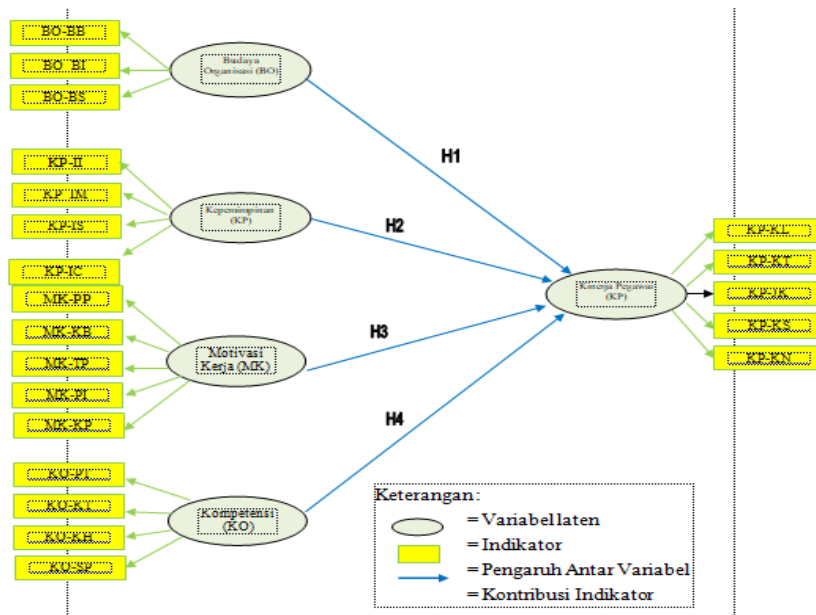 BO-BB
BO BI
BO-BS
Budaya
Organisasi (BO)
H1
KP-II
KP IM
KP-IS
KP-IC
Kepemimpinan
(KP)
H2
MK-PP
MK-KB
MK-TP
MK-PI
MK-KP
Motivasi
Kerja (MK)
H3
Kinerja Pegawai
(KP)
KP-KL
KP-KT
KP-JK
KP-KS
KP-KN
KO-PT
KO-KT
KO-KH
KO-SP
Kompetensi
(KO)
H4
Keterangan :
= Variabel laten
= Indikator
= Pengaruh Antar Variabel
= Kontribusi Indikator